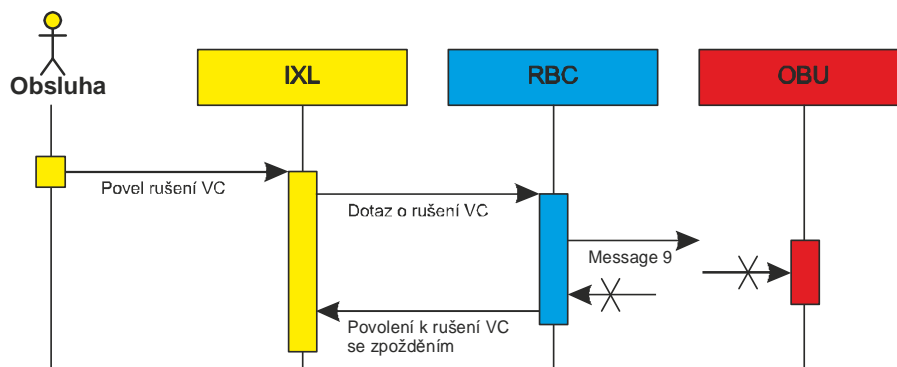 Obsluha
IXL
RBC
OBU
Povel rušení VC
Dotaz o rušení VC
Message 9
Povolení k rušení VC
se zpožděním